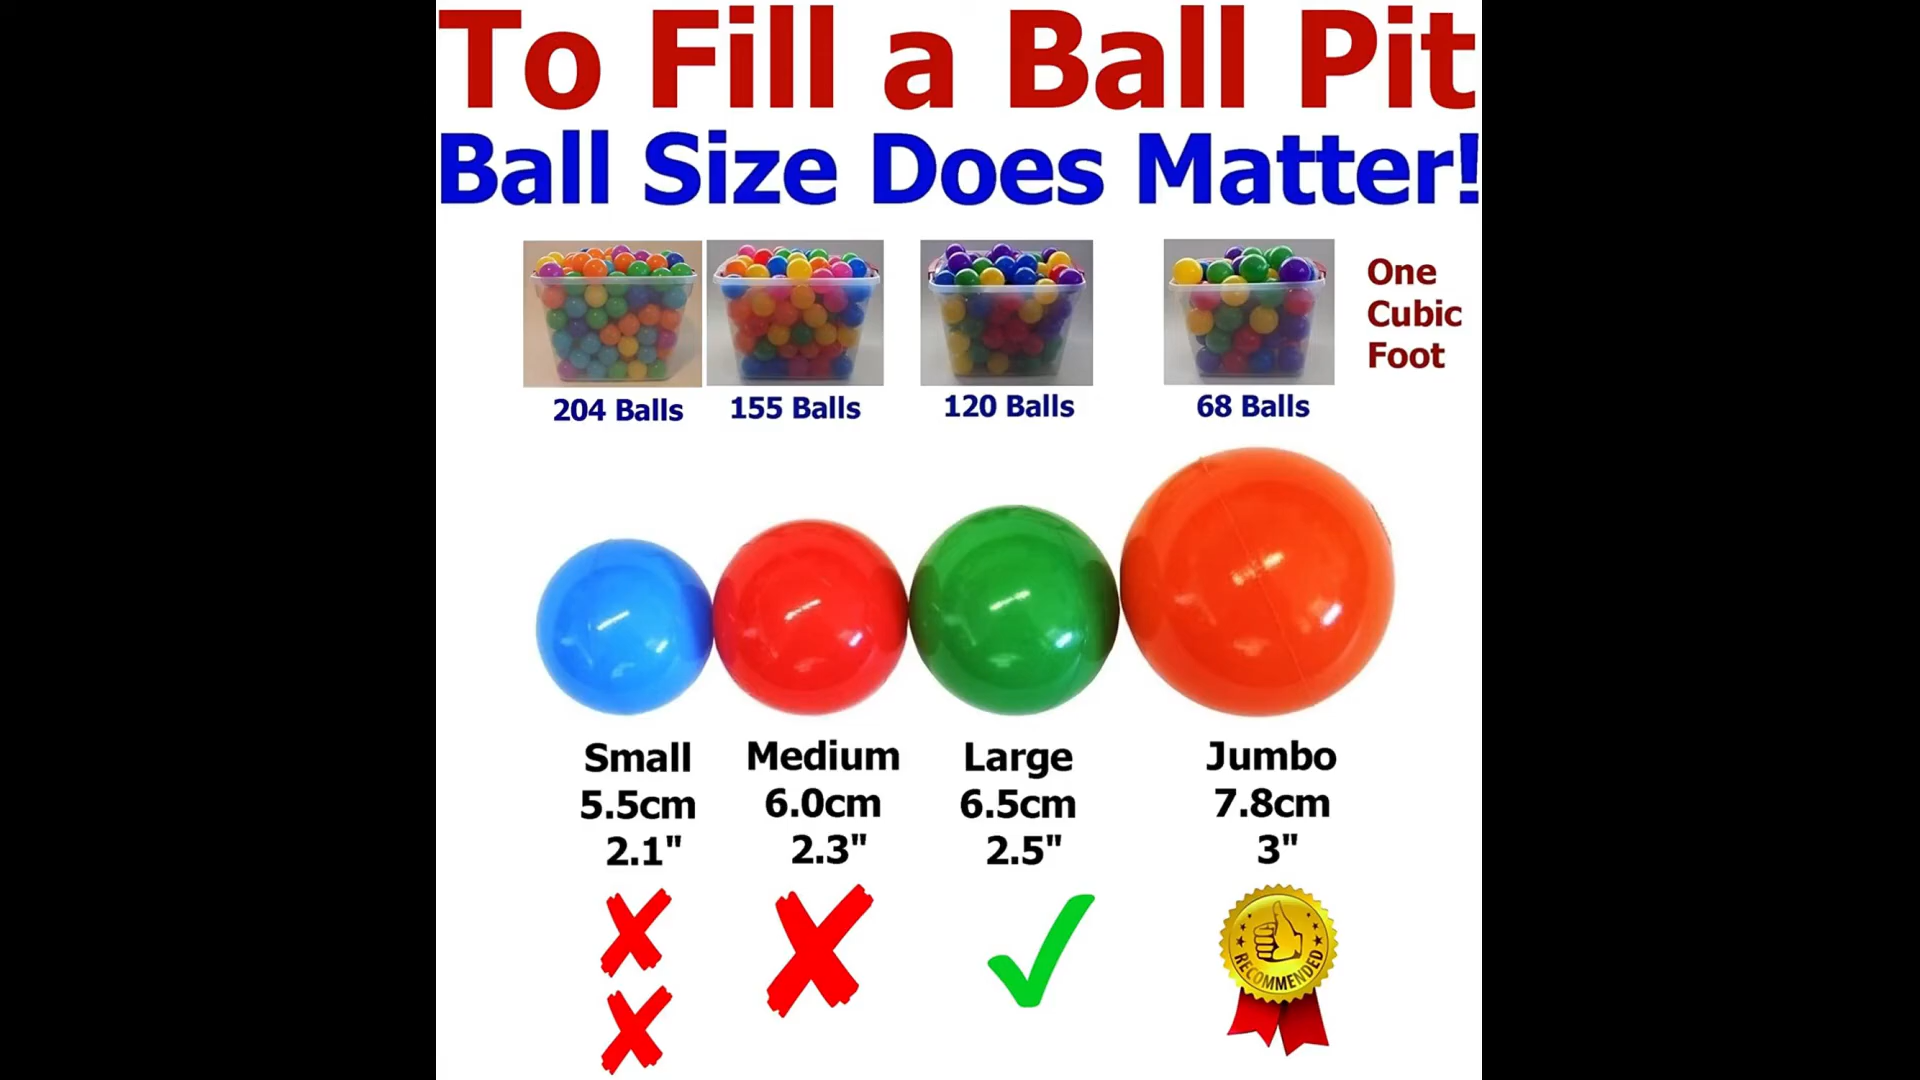 To Fill a Ball Pit
Ball Size Does Matter!
One
Cubic
Foot
204 Balls
155 Balls
120 Balls
68 Balls
Small
5.5cm
2.1"
Medium
6.0cm
2.3"
Large
6.5cm
2.5"
Jumbo
7.8cm
3"
RECOMMENDED